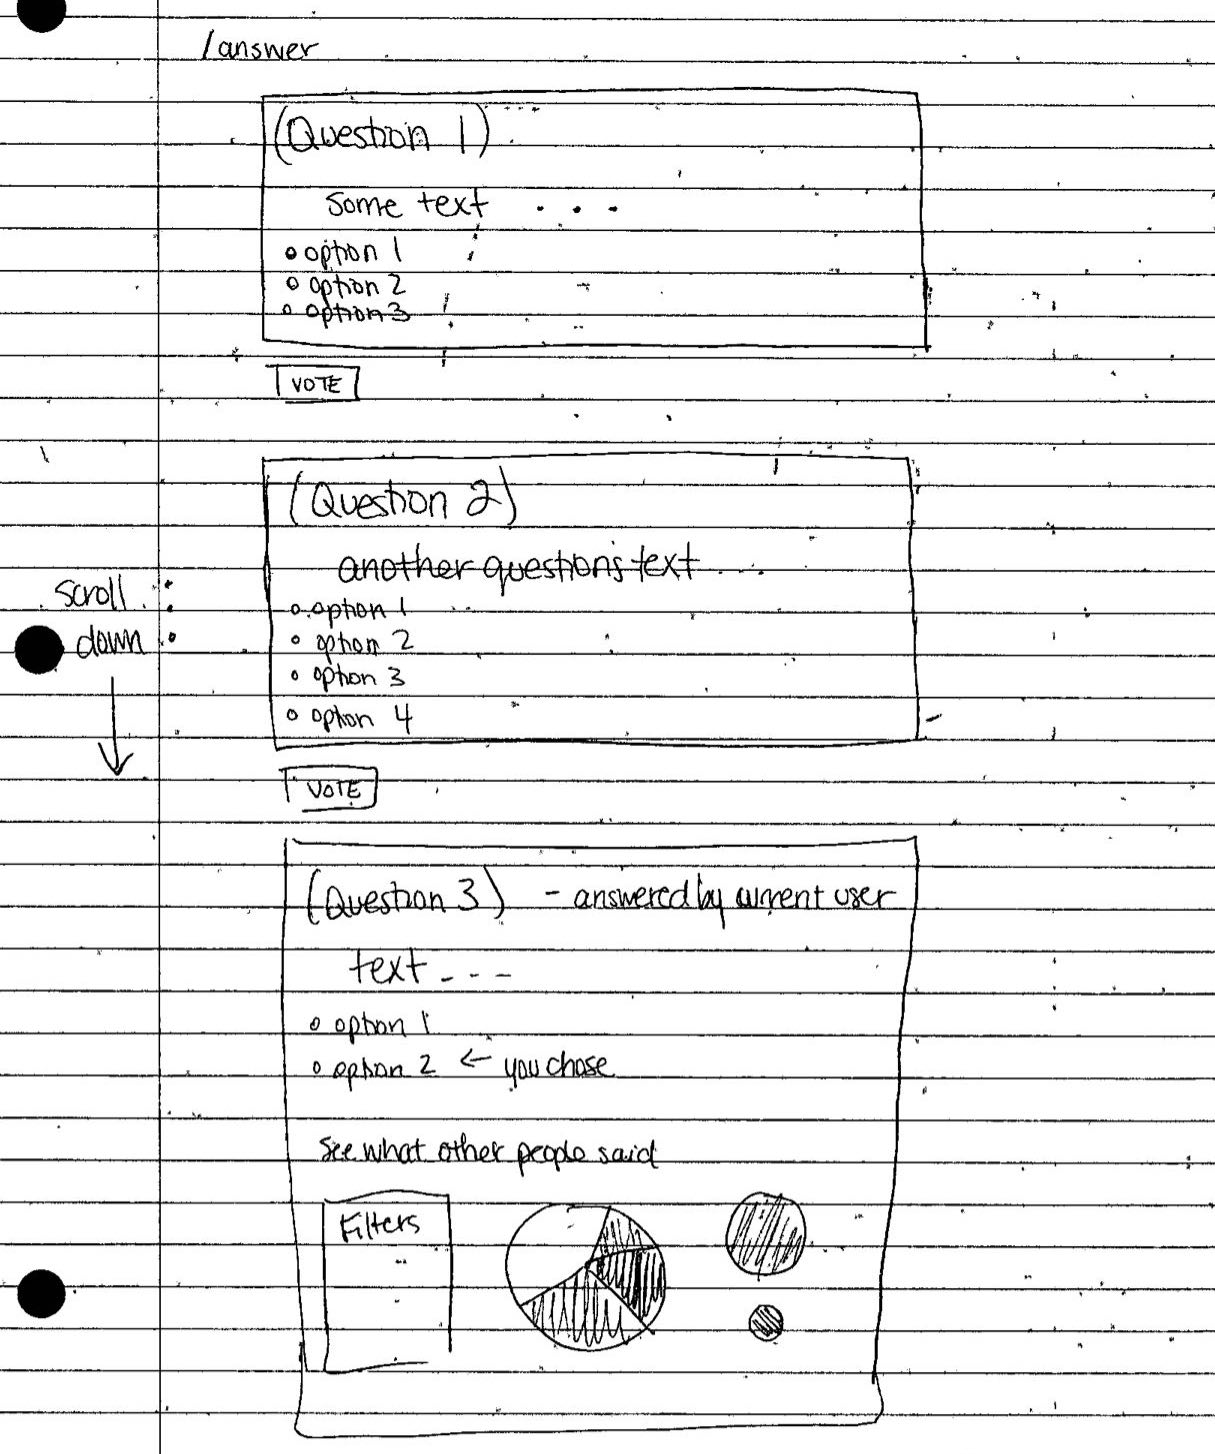 /answer
(Question 1)
some text . . .
option 1
option 2
option 3
VOTE
(Question 2)
another question's text . . .
scroll
down
option 1
option 2
option 3
option 4
VOTE
(Question 3) - answered by current user
text - - -
option 1
option 2 ← you chose
see what other people said
Filters